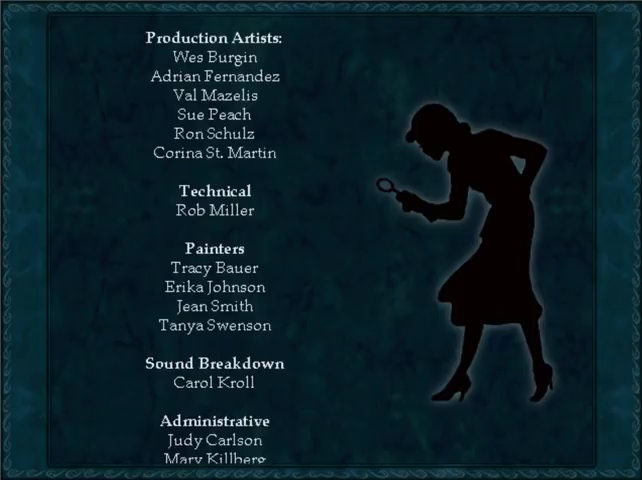 Production Artists:
Wes Burgin
Adrian Fernandez
Val Mazelis
Sue Peach
Ron Schulz
Corina St. Martin
Technical
Rob Miller
Painters
Tracy Bauer
Erika Johnson
Jean Smith
Tanya Swenson
Sound Breakdown
Carol Kroll
Administrative
Judy Carlson
Mary Killberg